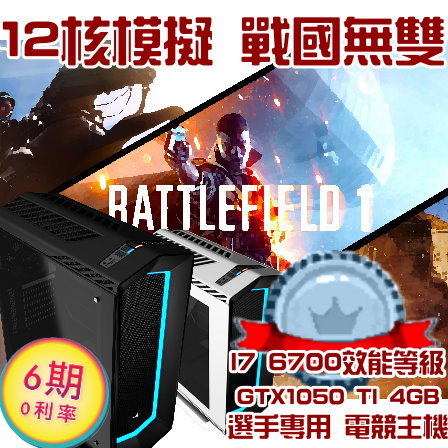 12核模擬 戰國無雙
BATTLEFIELD 1
6期
0利率
I7 6700效能等級
GTX1050 TI 4GB
選手專用 電競主機